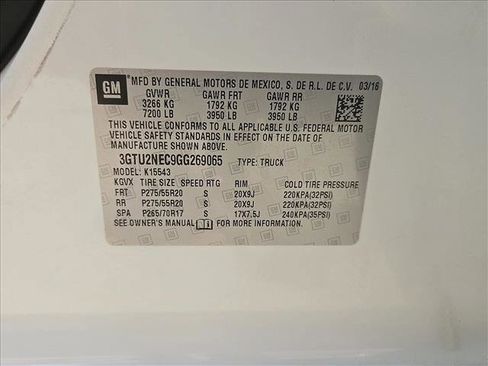 GM MFD BY GENERAL MOTORS DE MEXICO, S. DE R.L. DE C.V. 03/16
GVWR GAWR FRT GAWR RR
3266 KG 1792 KG 1792 KG
7200 LB 3950 LB 3950 LB
THIS VEHICLE CONFORMS TO ALL APPLICABLE U.S. FEDERAL MOTOR
VEHICLE SAFETY STANDARDS IN EFFECT ON THE DATE OF
MANUFACTURE SHOWN ABOVE.
3GTU2NEC9GG269065 TYPE: TRUCK
MODEL: K15543
KGVX TIRE SIZE SPEED RTG RIM COLD TIRE PRESSURE
FRT P275/55R20 S 20X9J 220KPA(32PSI)
RR P275/55R20 S 20X9J 220KPA(32PSI)
SPA P265/70R17 S 17X7.5J 240KPA(35PSI)
SEE OWNER'S MANUAL FOR MORE INFORMATION.